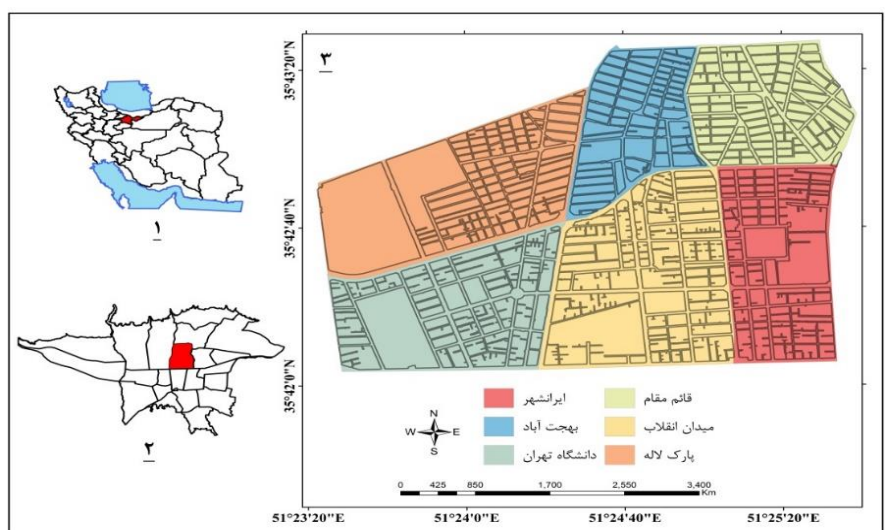 ۱
۲
۳
35°43'20"N
35°42'40"N
35°42'0"N
ایرانشهر
قائم مقام
بهجت آباد
میدان انقلاب
دانشگاه تهران
پارک لاله
N
W E
S
0 425 850 1,700 2,550 3,400
Km
51°23'20"E 51°24'0"E 51°24'40"E 51°25'20"E